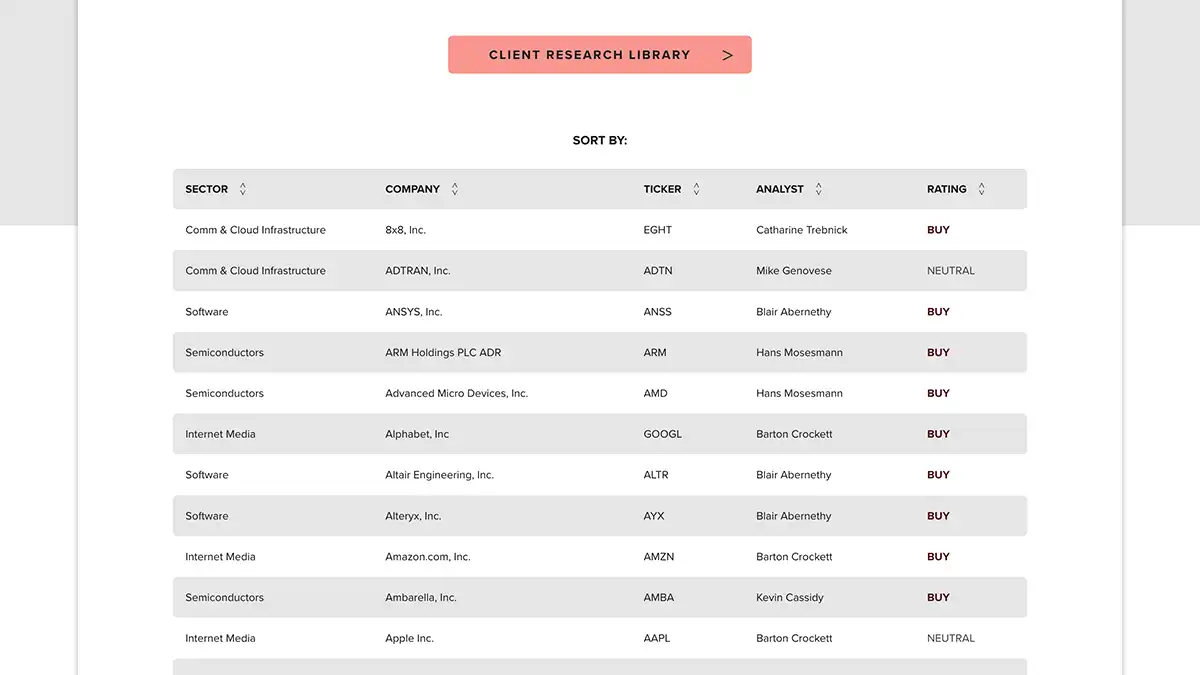 CLIENT RESEARCH LIBRARY >
SORT BY:
SECTOR COMPANY TICKER ANALYST RATING
Comm & Cloud Infrastructure 8x8, Inc. EGHT Catharine Trebnick BUY
Comm & Cloud Infrastructure ADTRAN, Inc. ADTN Mike Genovese NEUTRAL
Software ANSYS, Inc. ANSS Blair Abernethy BUY
Semiconductors ARM Holdings PLC ADR ARM Hans Mosesmann BUY
Semiconductors Advanced Micro Devices, Inc. AMD Hans Mosesmann BUY
Internet Media Alphabet, Inc GOOGL Barton Crockett BUY
Software Altair Engineering, Inc. ALTR Blair Abernethy BUY
Software Alteryx, Inc. AYX Blair Abernethy BUY
Internet Media Amazon.com, Inc. AMZN Barton Crockett BUY
Semiconductors Ambarella, Inc. AMBA Kevin Cassidy BUY
Internet Media Apple Inc. AAPL Barton Crockett NEUTRAL